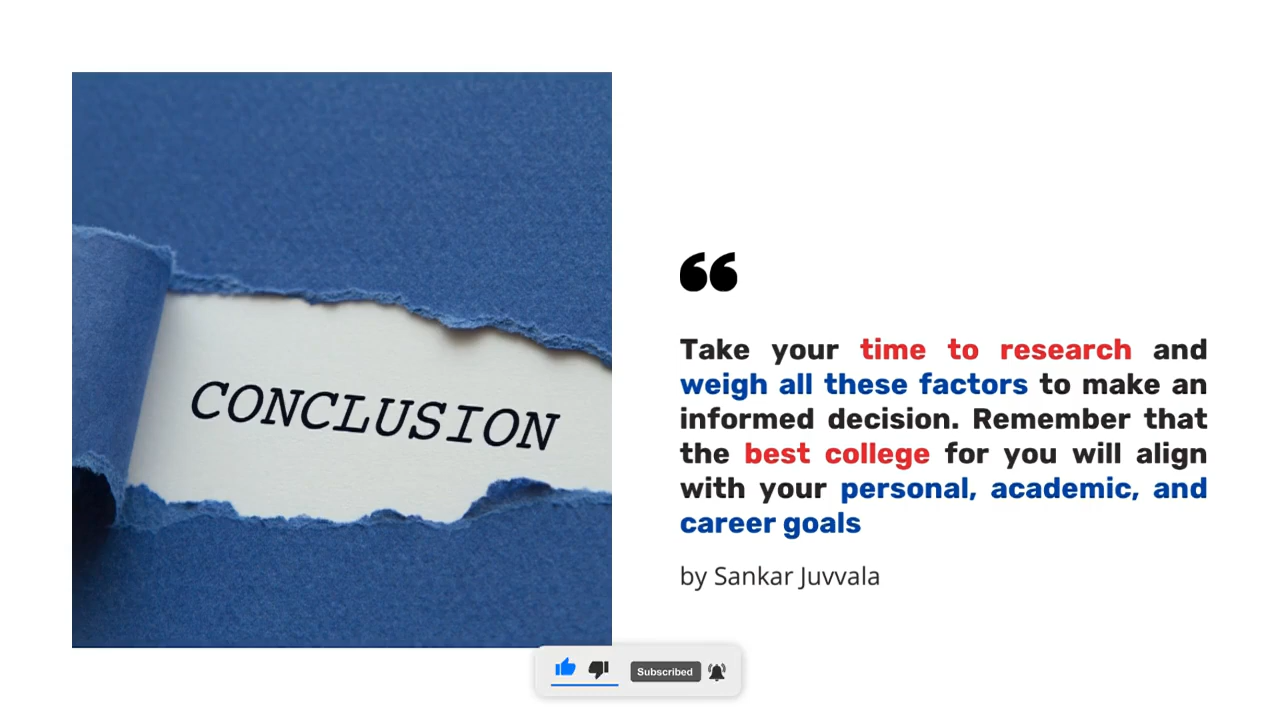 CONCLUSION
Take your time to research and
weigh all these factors to make an
informed decision. Remember that
the best college for you will align
with your personal, academic, and
career goals
by Sankar Juvvala
Subscribed